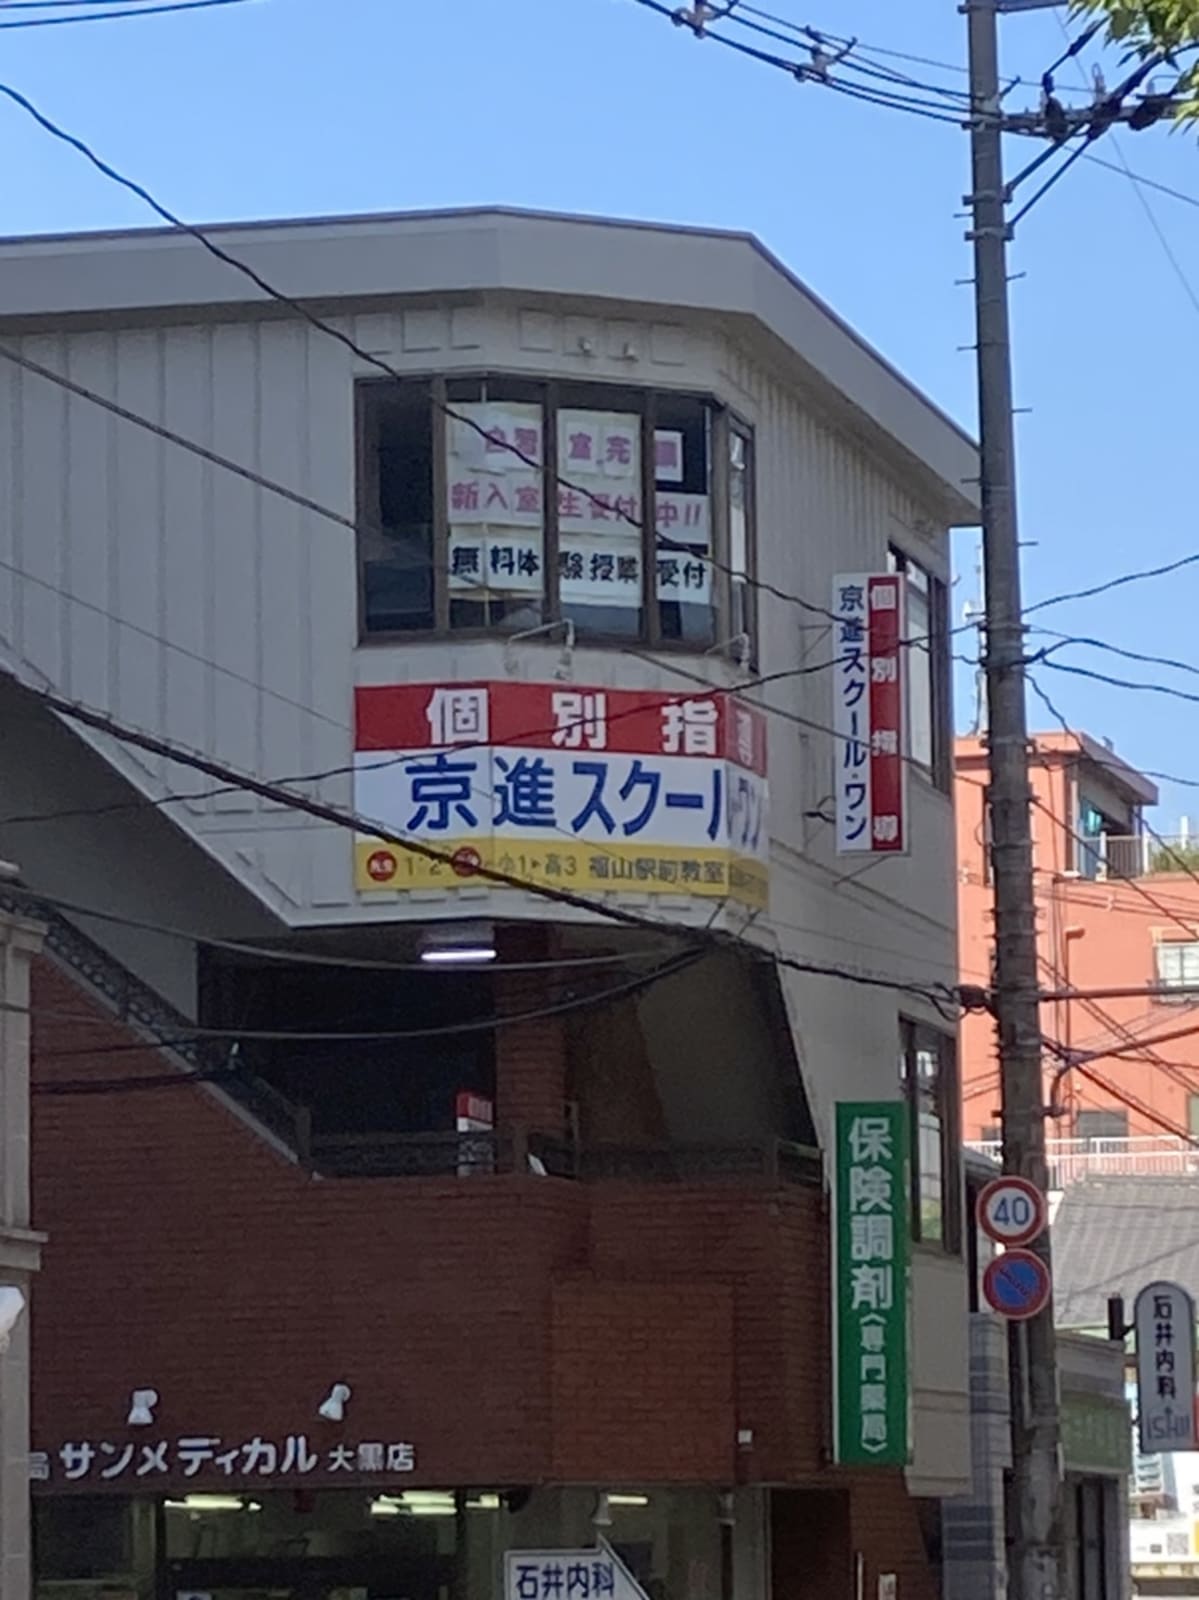 自習室完備
新入室生受付中!!
無料体験授業受付
個別指導
京進スクール・ワン
個別指導
京進スクール・ワン
1・2 小1▶高3 福山駅前教室
保険調剤〈専門薬局〉
40
石井内科
ISHII
局 サンメディカル 大黒店
石井内科